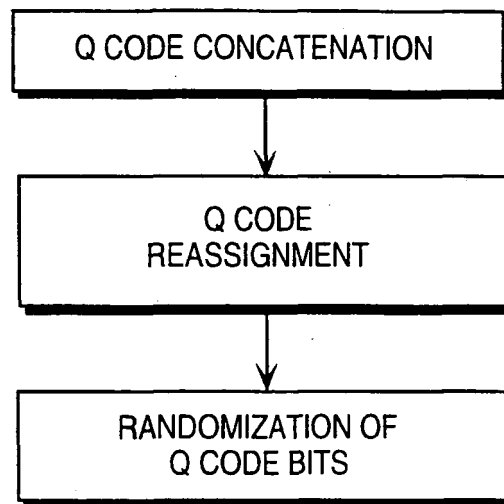 Q CODE CONCATENATION
Q CODE
REASSIGNMENT
RANDOMIZATION OF
Q CODE BITS